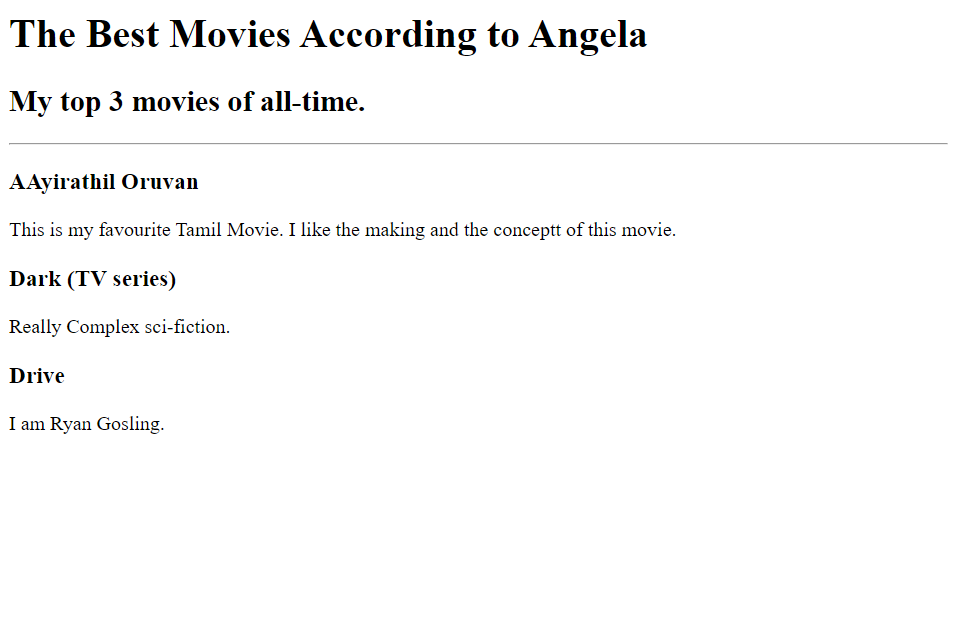 The Best Movies According to Angela
My top 3 movies of all-time.
AAyirathil Oruvan
This is my favourite Tamil Movie. I like the making and the conceptt of this movie.
Dark (TV series)
Really Complex sci-fiction.
Drive
I am Ryan Gosling.